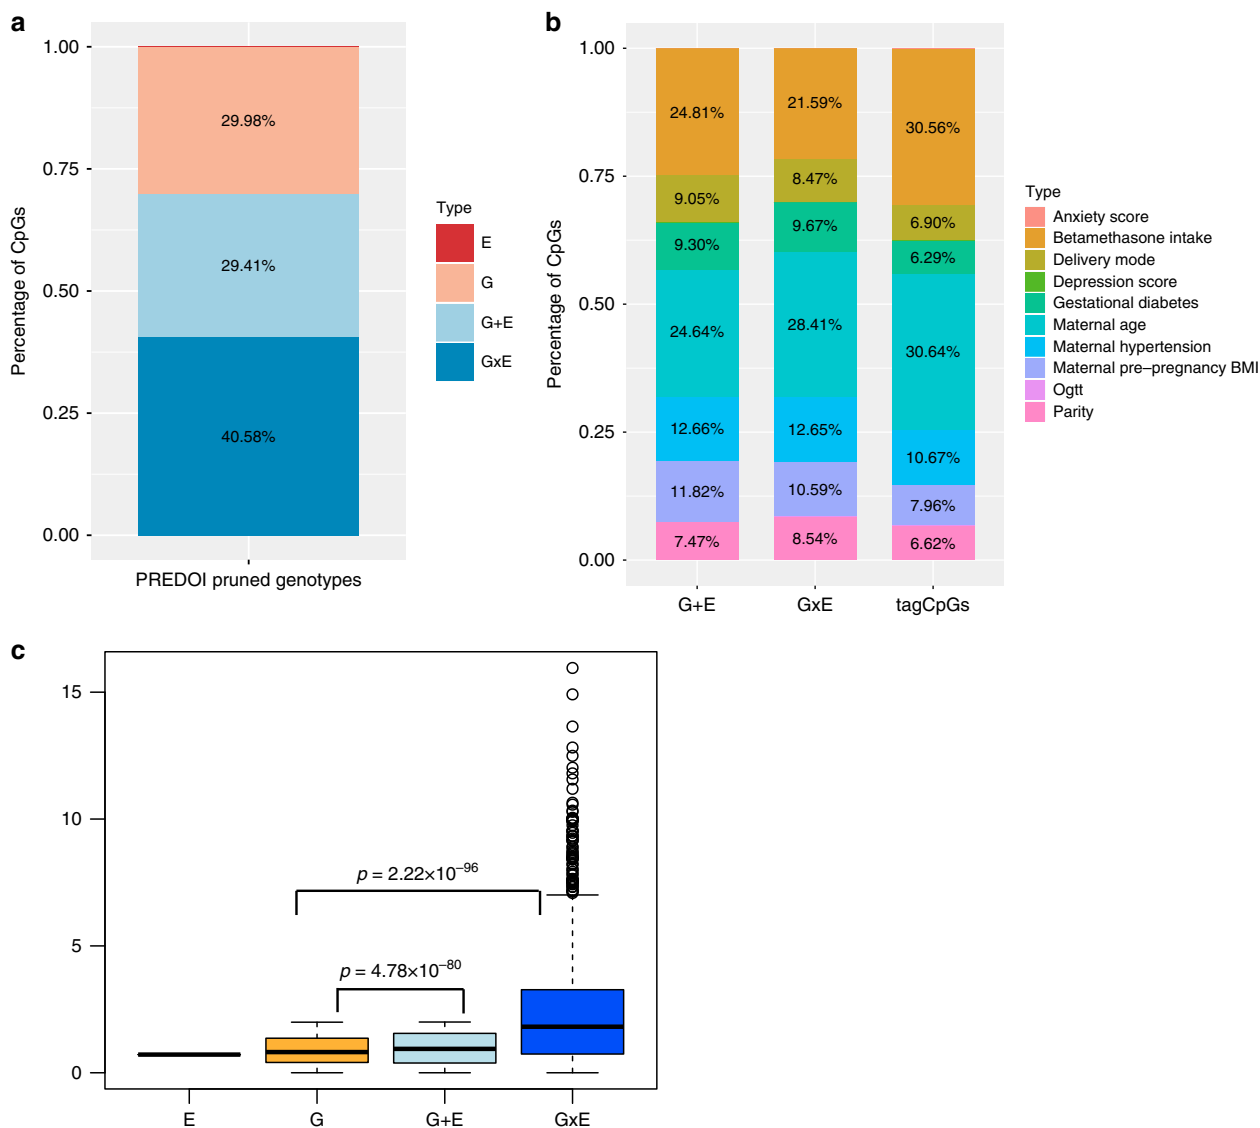 a
1.00
0.75
0.50
0.25
0.00
Percentage of CpGs
29.98%
29.41%
40.58%
PREDOI pruned genotypes
Type
E
G
G+E
GxE
b
1.00
0.75
0.50
0.25
0.00
Percentage of CpGs
24.81%
9.05%
9.30%
24.64%
12.66%
11.82%
7.47%
21.59%
8.47%
9.67%
28.41%
12.65%
10.59%
8.54%
30.56%
6.90%
6.29%
30.64%
10.67%
7.96%
6.62%
G+E GxE tagCpGs
Type
Anxiety score
Betamethasone intake
Delivery mode
Depression score
Gestational diabetes
Maternal age
Maternal hypertension
Maternal pre–pregnancy BMI
Ogtt
Parity
c
15
10
5
0
p = 2.22×10⁻⁹⁶
p = 4.78×10⁻⁸⁰
E G G+E GxE